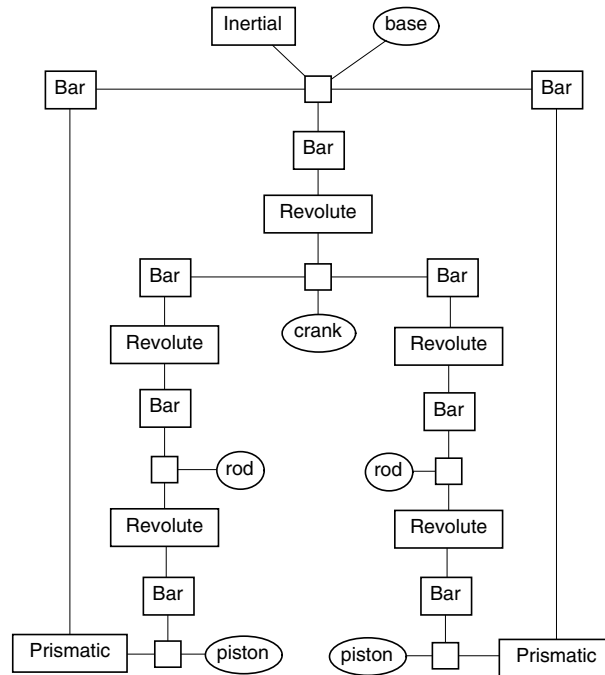 Inertial
base
Bar
Bar
Bar
Revolute
Bar
Bar
crank
Revolute
Revolute
Bar
Bar
rod
rod
Revolute
Revolute
Bar
Bar
Prismatic
piston
piston
Prismatic